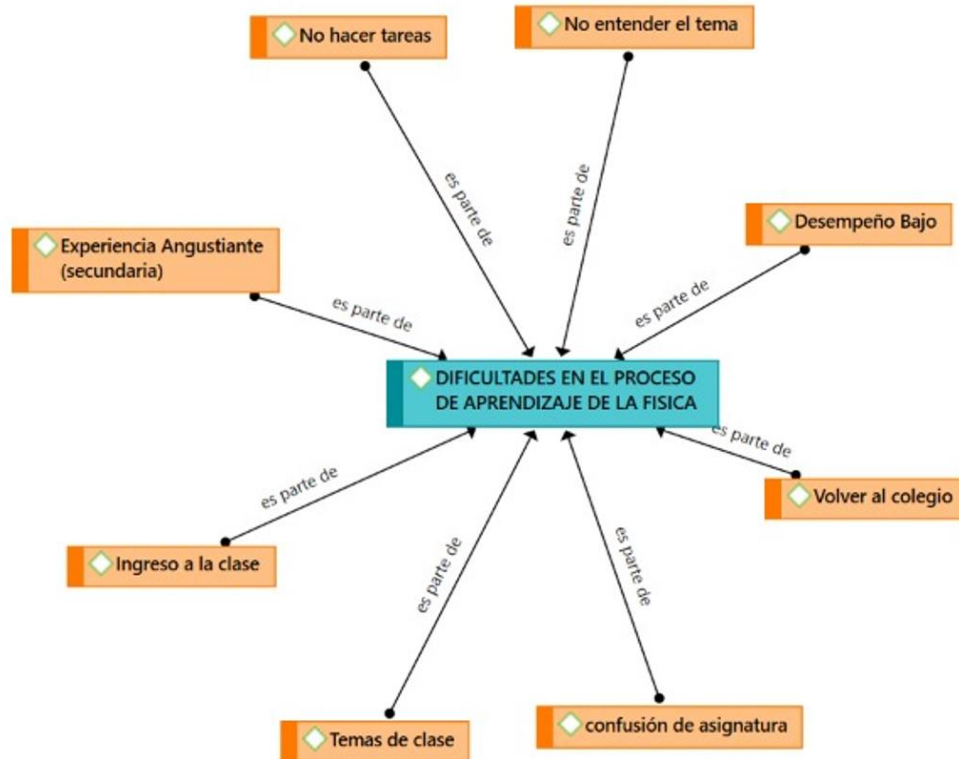 No hacer tareas
No entender el tema
es parte de
es parte de
Desempeño Bajo
Experiencia Angustiante
(secundaria)
es parte de
es parte de
DIFICULTADES EN EL PROCESO
DE APRENDIZAJE DE LA FISICA
es parte de
Volver al colegio
es parte de
Ingreso a la clase
es parte de
es parte de
Temas de clase
confusión de asignatura